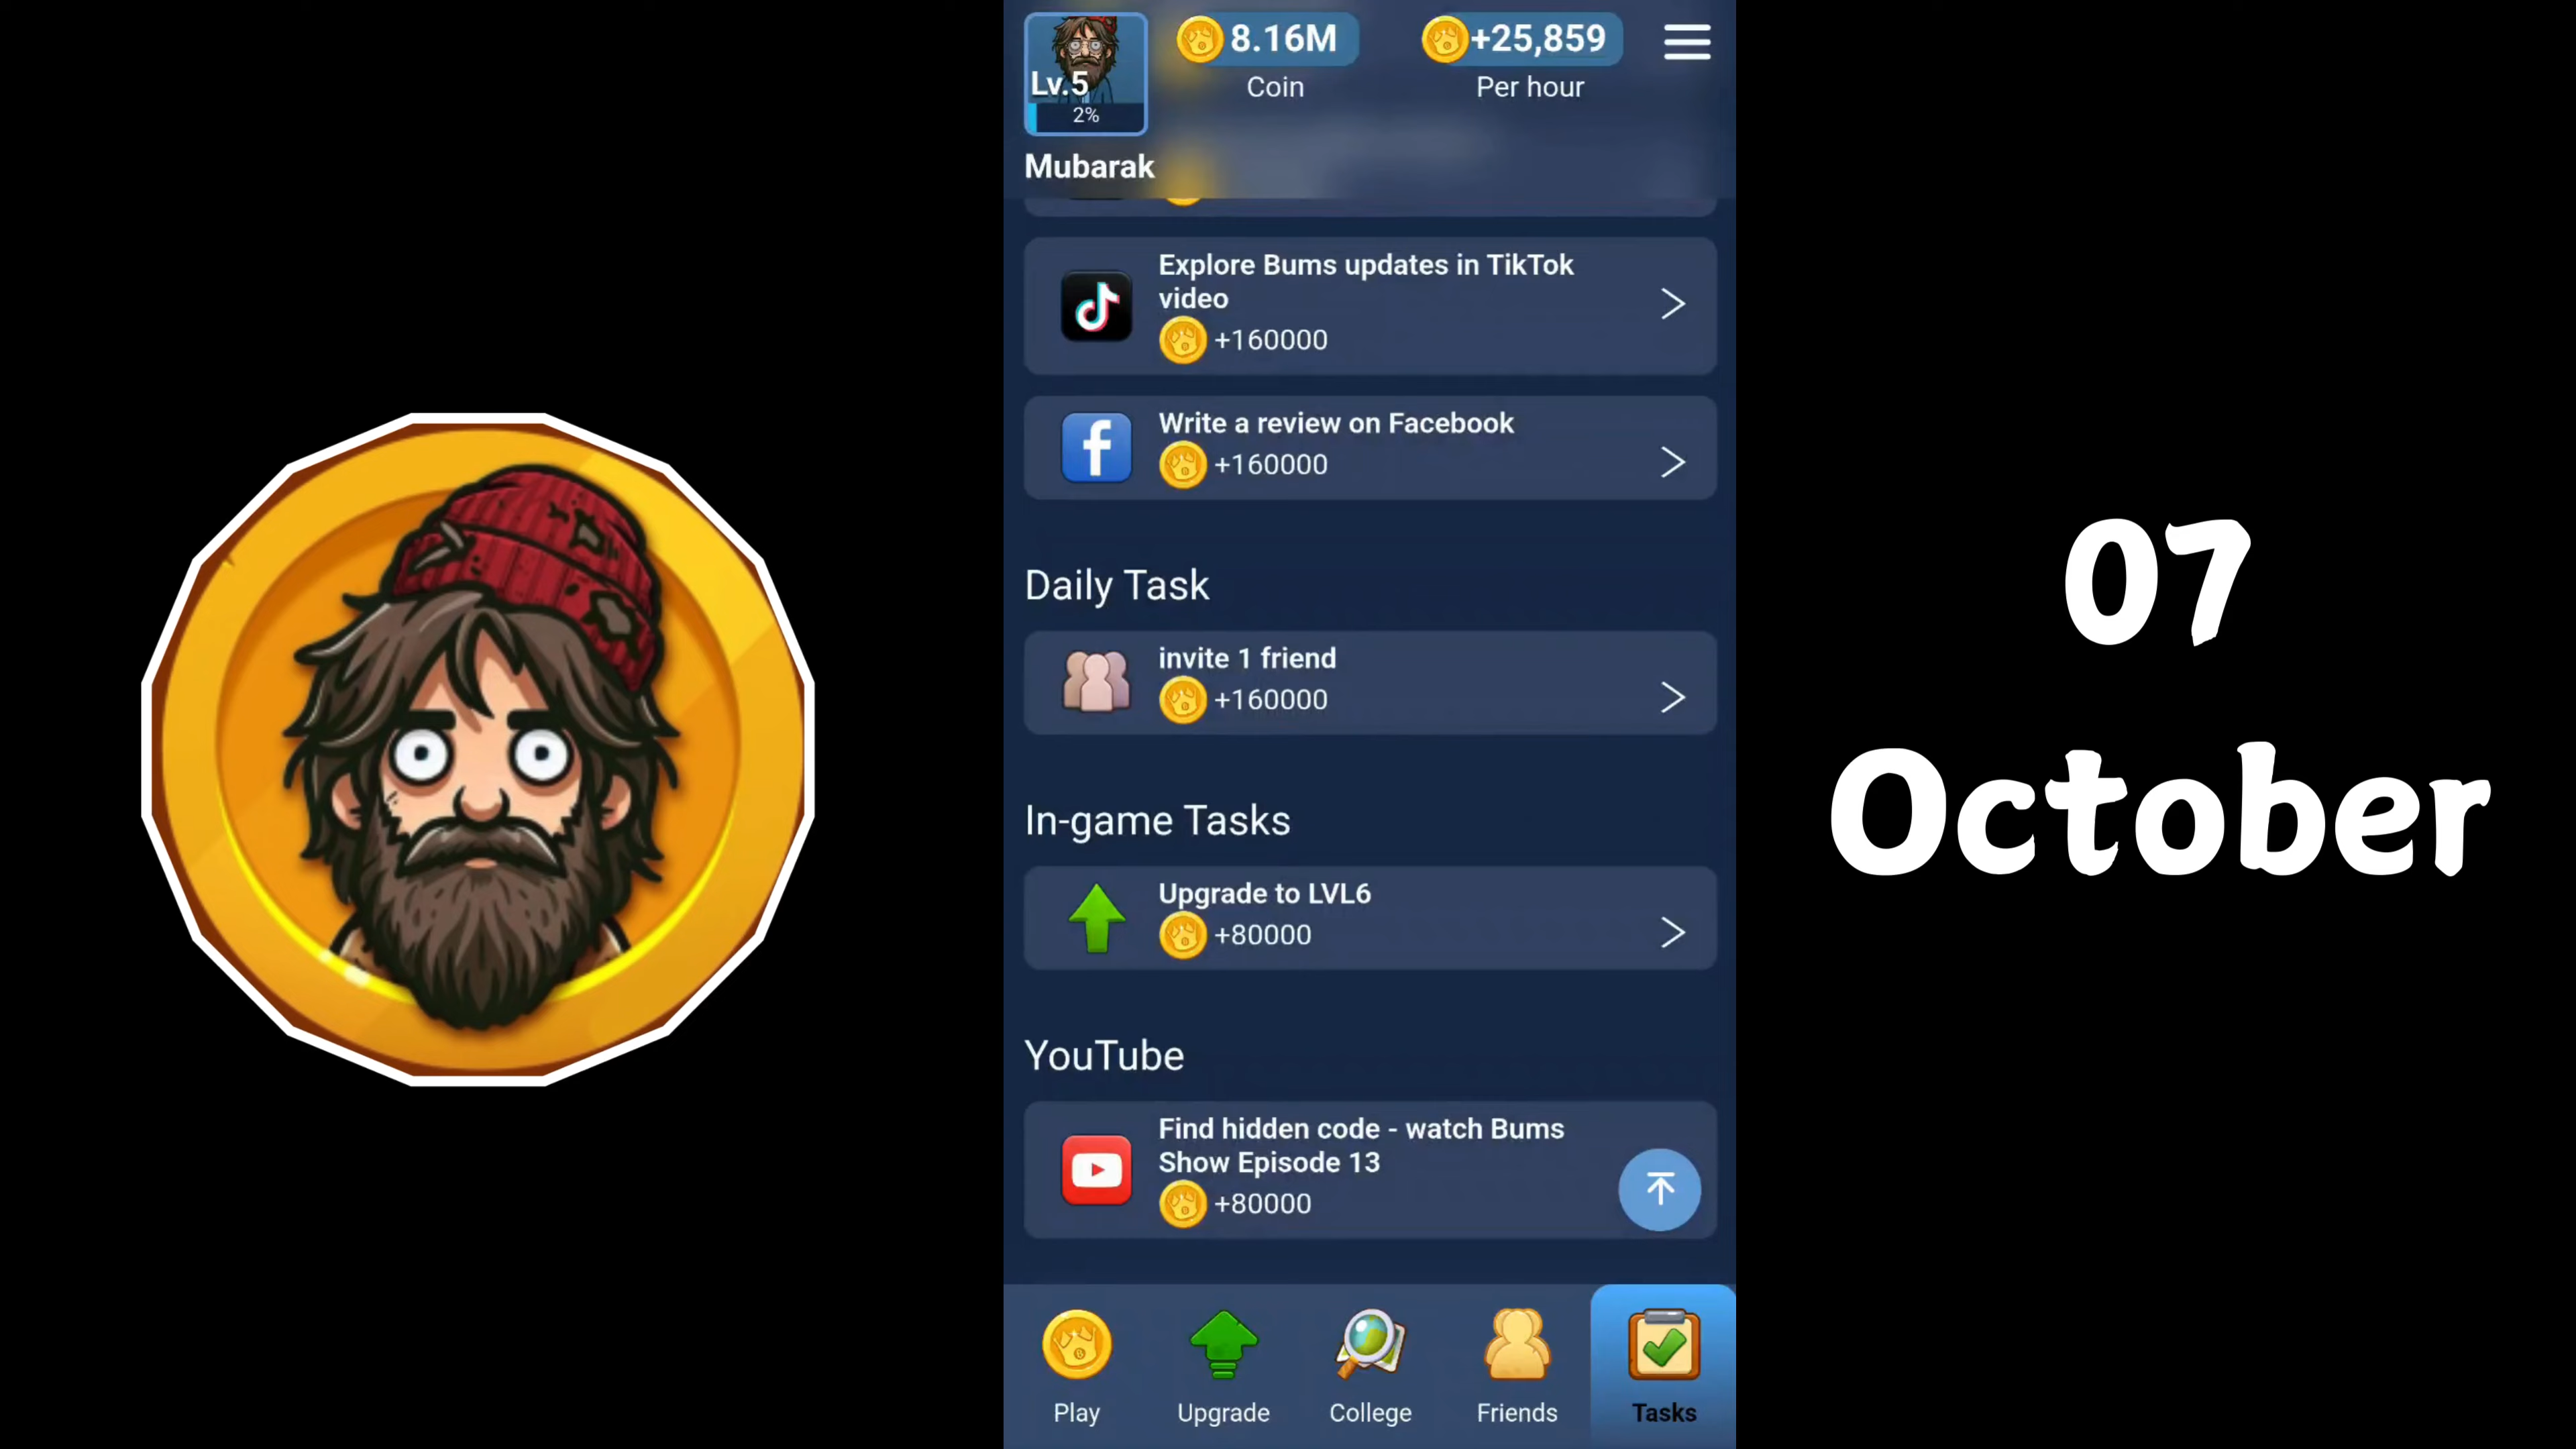 Lv.5
2%
Mubarak
8.16M
Coin
+25,859
Per hour
Explore Bums updates in TikTok
video
+160000
Write a review on Facebook
+160000
Daily Task
invite 1 friend
+160000
In-game Tasks
Upgrade to LVL6
+80000
YouTube
Find hidden code - watch Bums
Show Episode 13
+80000
Play
Upgrade
College
Friends
Tasks
07
October